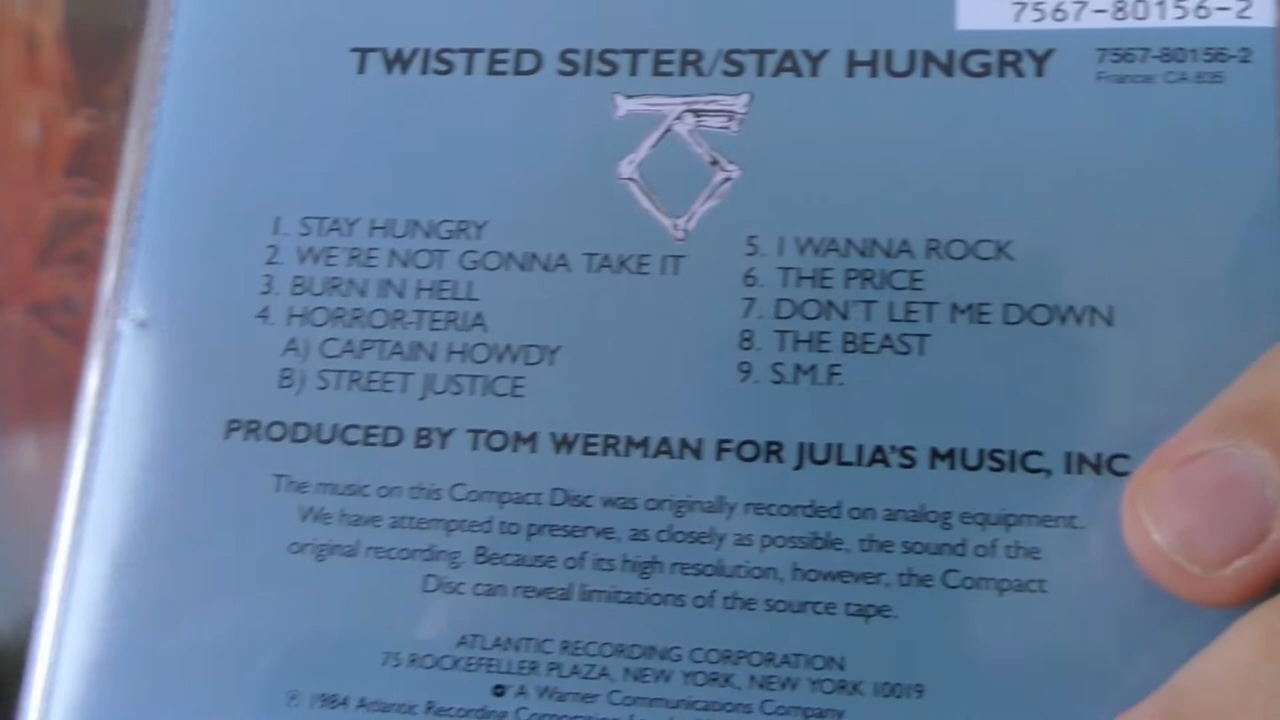 7567-80156-2
TWISTED SISTER/STAY HUNGRY
7567-80156-2
France: CA 835
1. STAY HUNGRY
2. WE'RE NOT GONNA TAKE IT
3. BURN IN HELL
4. HORROR-TERIA
A) CAPTAIN HOWDY
B) STREET JUSTICE
5. I WANNA ROCK
6. THE PRICE
7. DON'T LET ME DOWN
8. THE BEAST
9. S.M.F.
PRODUCED BY TOM WERMAN FOR JULIA'S MUSIC, INC.
The music on this Compact Disc was originally recorded on analog equipment.
We have attempted to preserve, as closely as possible, the sound of the
original recording. Because of its high resolution, however, the Compact
Disc can reveal limitations of the source tape.
ATLANTIC RECORDING CORPORATION
75 ROCKEFELLER PLAZA, NEW YORK, NEW YORK 10019
A Warner Communications Company
℗ 1984 Atlantic Recording Corporation